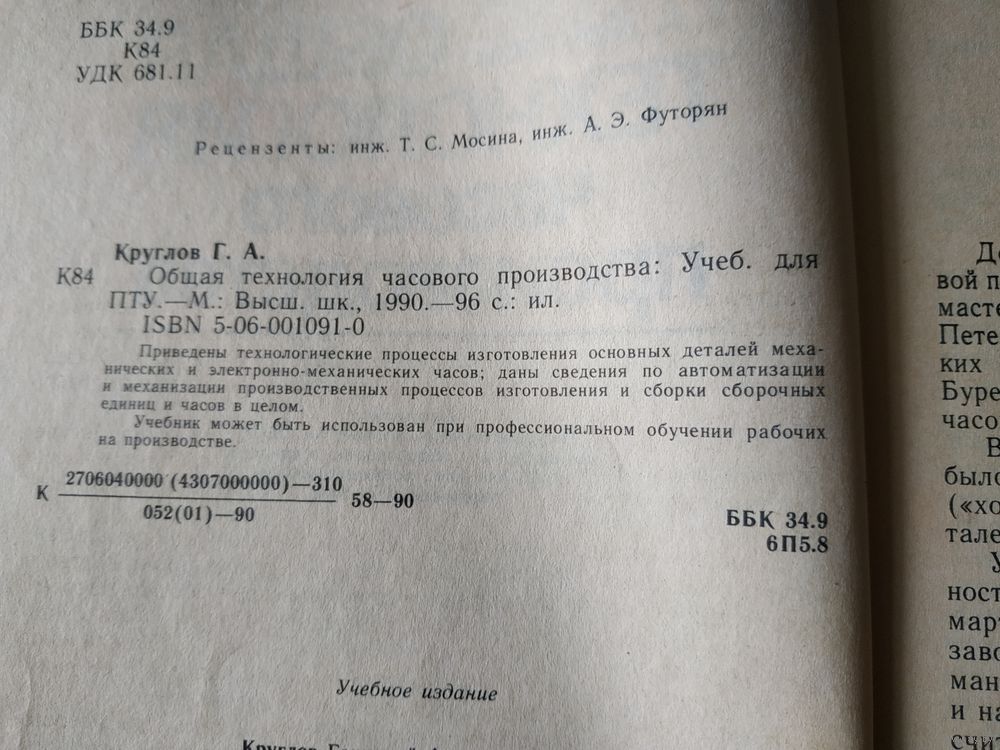 ББК 34.9
К84
УДК 681.11
Рецензенты: инж. Т. С. Мосина, инж. А. Э. Футорян
Круглов Г. А.
К84 Общая технология часового производства: Учеб. для
ПТУ.—М.: Высш. шк., 1990.—96 с.: ил.
ISBN 5-06-001091-0
Приведены технологические процессы изготовления основных деталей меха-
нических и электронно-механических часов; даны сведения по автоматизации
и механизации производственных процессов изготовления и сборки сборочных
единиц и часов в целом.
Учебник может быть использован при профессиональном обучении рабочих
на производстве.
К 2706040000 (4307000000)—310
052(01)—90
58—90
ББК 34.9
6П5.8
Учебное издание
Круглов
вой п
масте
Пете
ких
Буре
часо
В
было
(«хо
тале
У
ност
мар
заво
ман
и на
счит